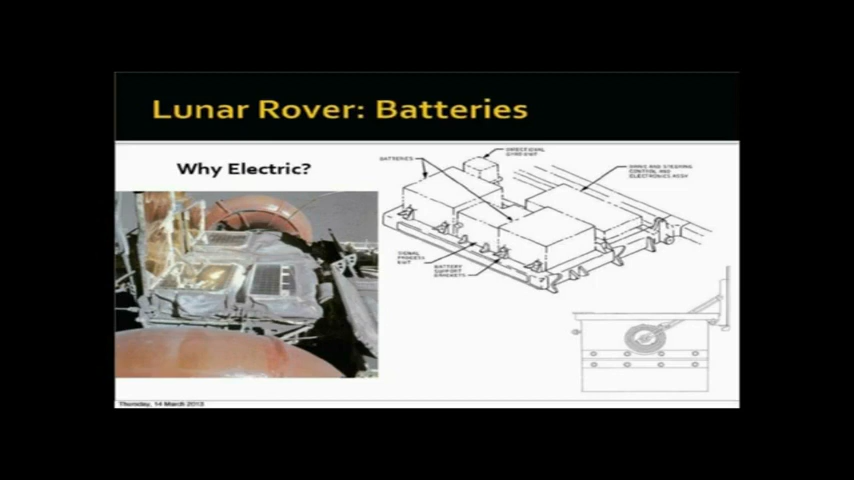 Lunar Rover: Batteries
Why Electric?
BATTERIES
DIRECTIONAL
GYRO UNIT
DRIVE AND STEERING
CONTROL AND
ELECTRONICS ASSY
SIGNAL
PROCESS
UNIT
BATTERY
SUPPORT
BRACKETS
Thursday, 14 March 2013